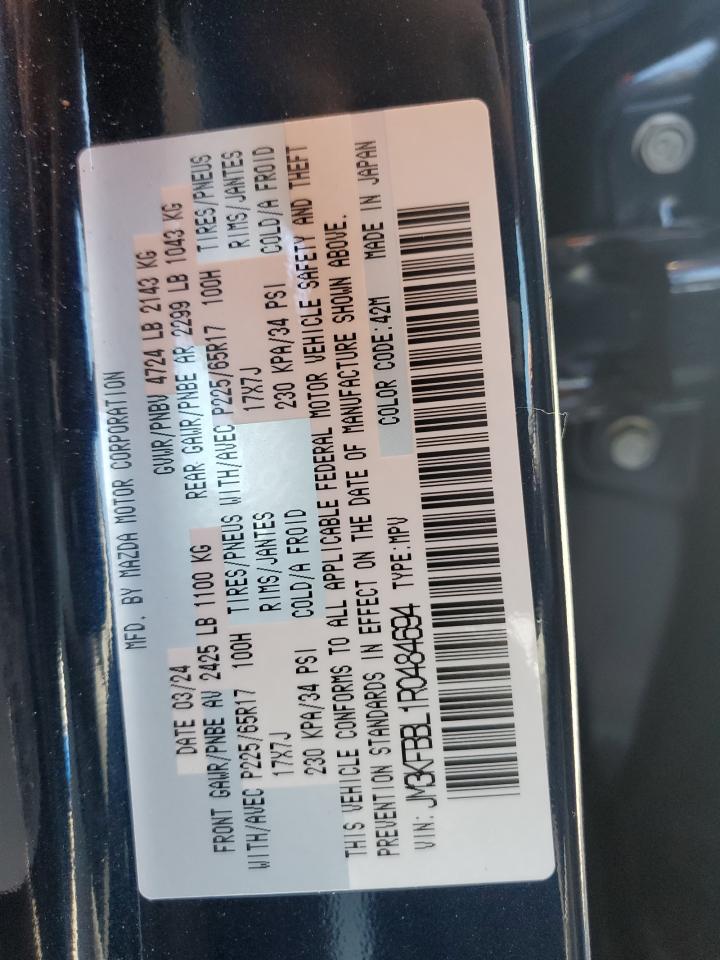 MFD. BY MAZDA MOTOR CORPORATION
DATE 03/24 GVWR/PNBV 4724 LB 2143 KG
FRONT GAWR/PNBE AV 2425 LB 1100 KG REAR GAWR/PNBE AR 2299 LB 1043 KG
WITH/AVEC P225/65R17 100H TIRES/PNEUS WITH/AVEC P225/65R17 100H TIRES/PNEUS
17X7J RIMS/JANTES 17X7J RIMS/JANTES
230 KPA/34 PSI COLD/A FROID 230 KPA/34 PSI COLD/A FROID
THIS VEHICLE CONFORMS TO ALL APPLICABLE FEDERAL MOTOR VEHICLE SAFETY AND THEFT
PREVENTION STANDARDS IN EFFECT ON THE DATE OF MANUFACTURE SHOWN ABOVE.
VIN: JM3KFBBL1R0484694 TYPE:MPV COLOR CODE:42M MADE IN JAPAN